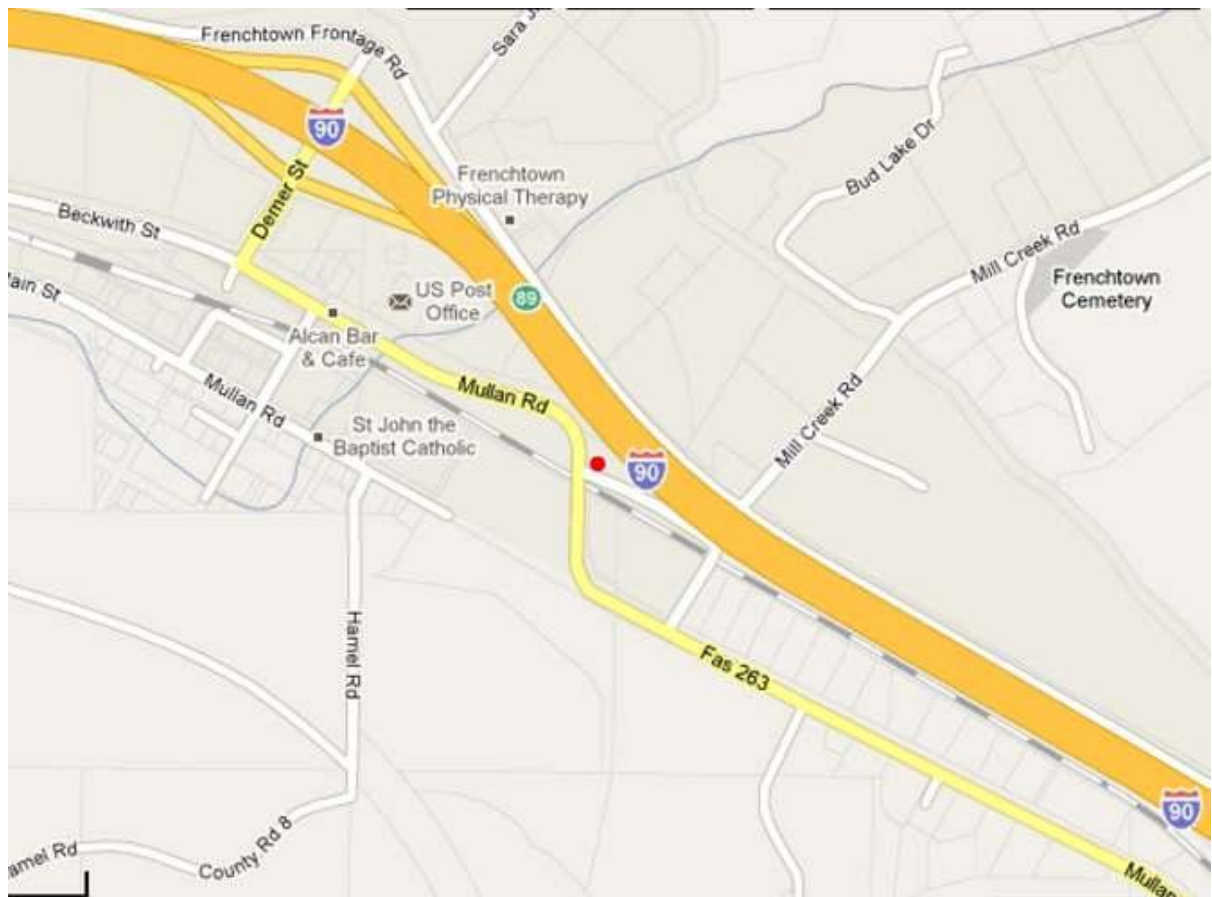 Frenchtown Frontage Rd
Sara J
90
Demer St
Frenchtown
Physical Therapy
Bud Lake Dr
Beckwith St
Mill Creek Rd
Frenchtown
Cemetery
ain St
US Post
Office
89
Alcan Bar
& Cafe
Mullan Rd
Mullan Rd
Mill Creek Rd
St John the
Baptist Catholic
90
Hamel Rd
Fas 263
90
County Rd 8
amel Rd
Mullan